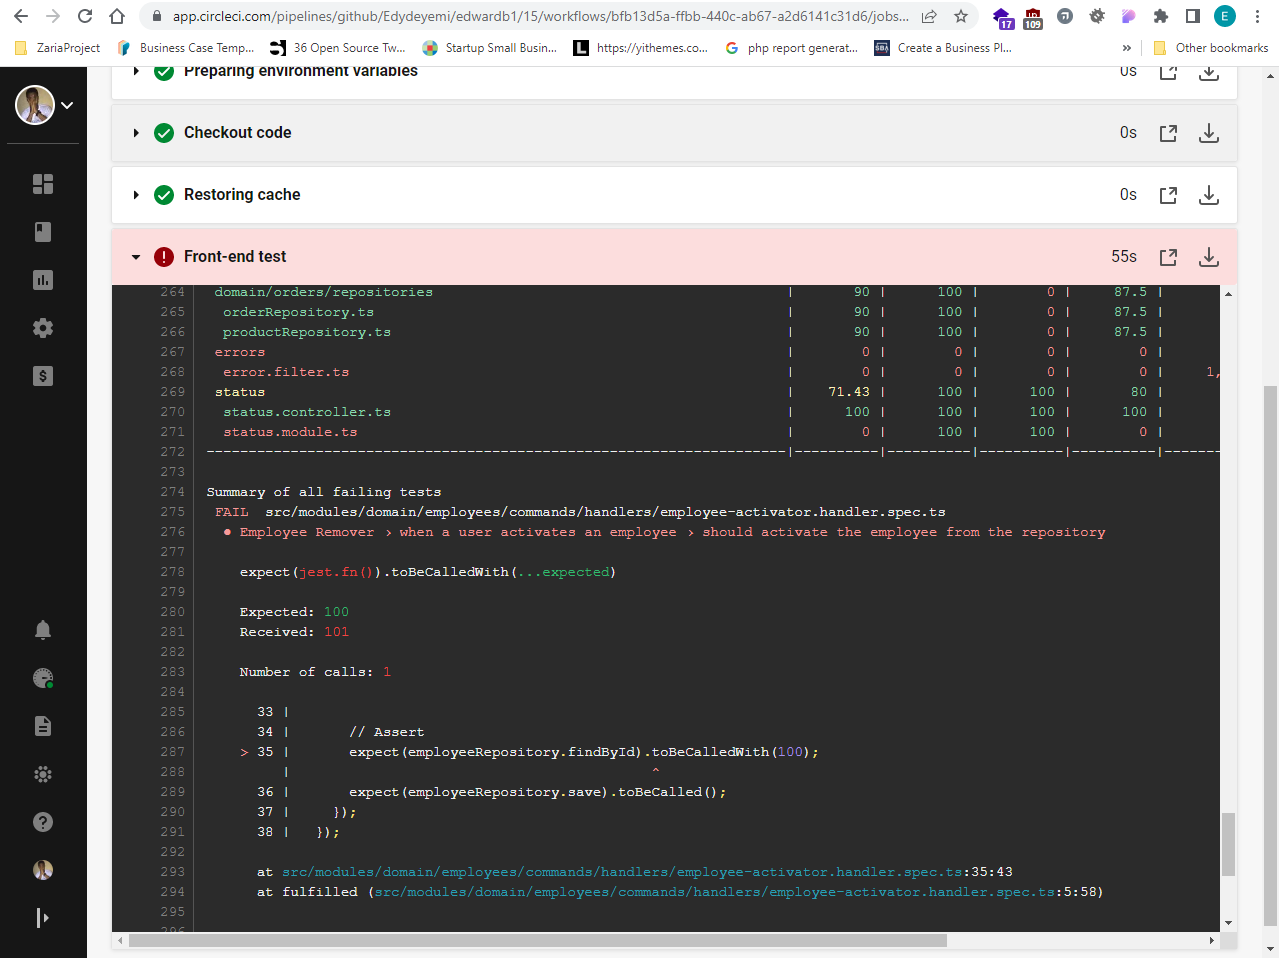 app.circleci.com/pipelines/github/Edydeyemi/edwardb1/15/workflows/bfb13d5a-ffbb-440c-ab67-a2d6141c31d6/jobs...
17
109
E
ZariaProject
Business Case Temp...
36 Open Source Tw...
Startup Small Busin...
L
https://yithemes.co...
G
php report generat...
SBA
Create a Business Pl...
»
Other bookmarks
Preparing environment variables 0s
Checkout code 0s
Restoring cache 0s
Front-end test 55s
264 domain/orders/repositories | 90 | 100 | 0 | 87.5 |
265 orderRepository.ts | 90 | 100 | 0 | 87.5 |
266 productRepository.ts | 90 | 100 | 0 | 87.5 |
267 errors | 0 | 0 | 0 | 0 |
268 error.filter.ts | 0 | 0 | 0 | 0 | 1,
269 status | 71.43 | 100 | 100 | 80 |
270 status.controller.ts | 100 | 100 | 100 | 100 |
271 status.module.ts | 0 | 100 | 100 | 0 |
272 ---------------------------------------------------------------------|----------|----------|----------|----------|-------
273
274 Summary of all failing tests
275 FAIL src/modules/domain/employees/commands/handlers/employee-activator.handler.spec.ts
276 ● Employee Remover › when a user activates an employee › should activate the employee from the repository
277
278 expect(jest.fn()).toBeCalledWith(...expected)
279
280 Expected: 100
281 Received: 101
282
283 Number of calls: 1
284
285 33 |
286 34 | // Assert
287 > 35 | expect(employeeRepository.findById).toBeCalledWith(100);
288 | ^
289 36 | expect(employeeRepository.save).toBeCalled();
290 37 | });
291 38 | });
292
293 at src/modules/domain/employees/commands/handlers/employee-activator.handler.spec.ts:35:43
294 at fulfilled (src/modules/domain/employees/commands/handlers/employee-activator.handler.spec.ts:5:58)
295
296